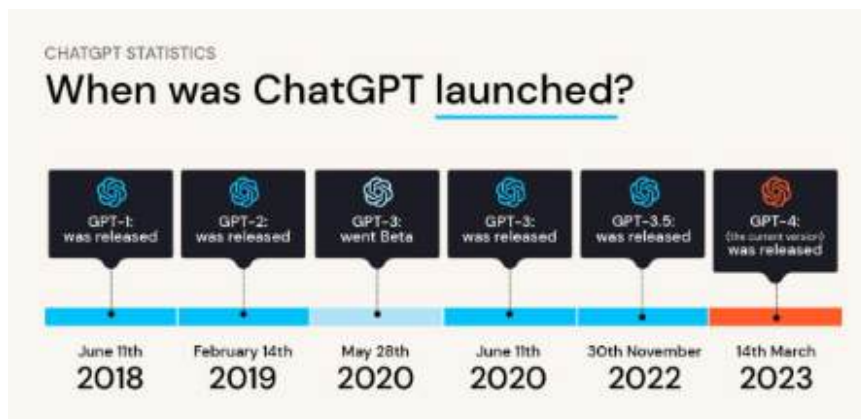 CHATGPT STATISTICS
When was ChatGPT launched?
GPT-1:
was released
GPT-2:
was released
GPT-3:
went Beta
GPT-3:
was released
GPT-3.5:
was released
GPT-4:
(the current version)
was released
June 11th
2018
February 14th
2019
May 28th
2020
June 11th
2020
30th November
2022
14th March
2023